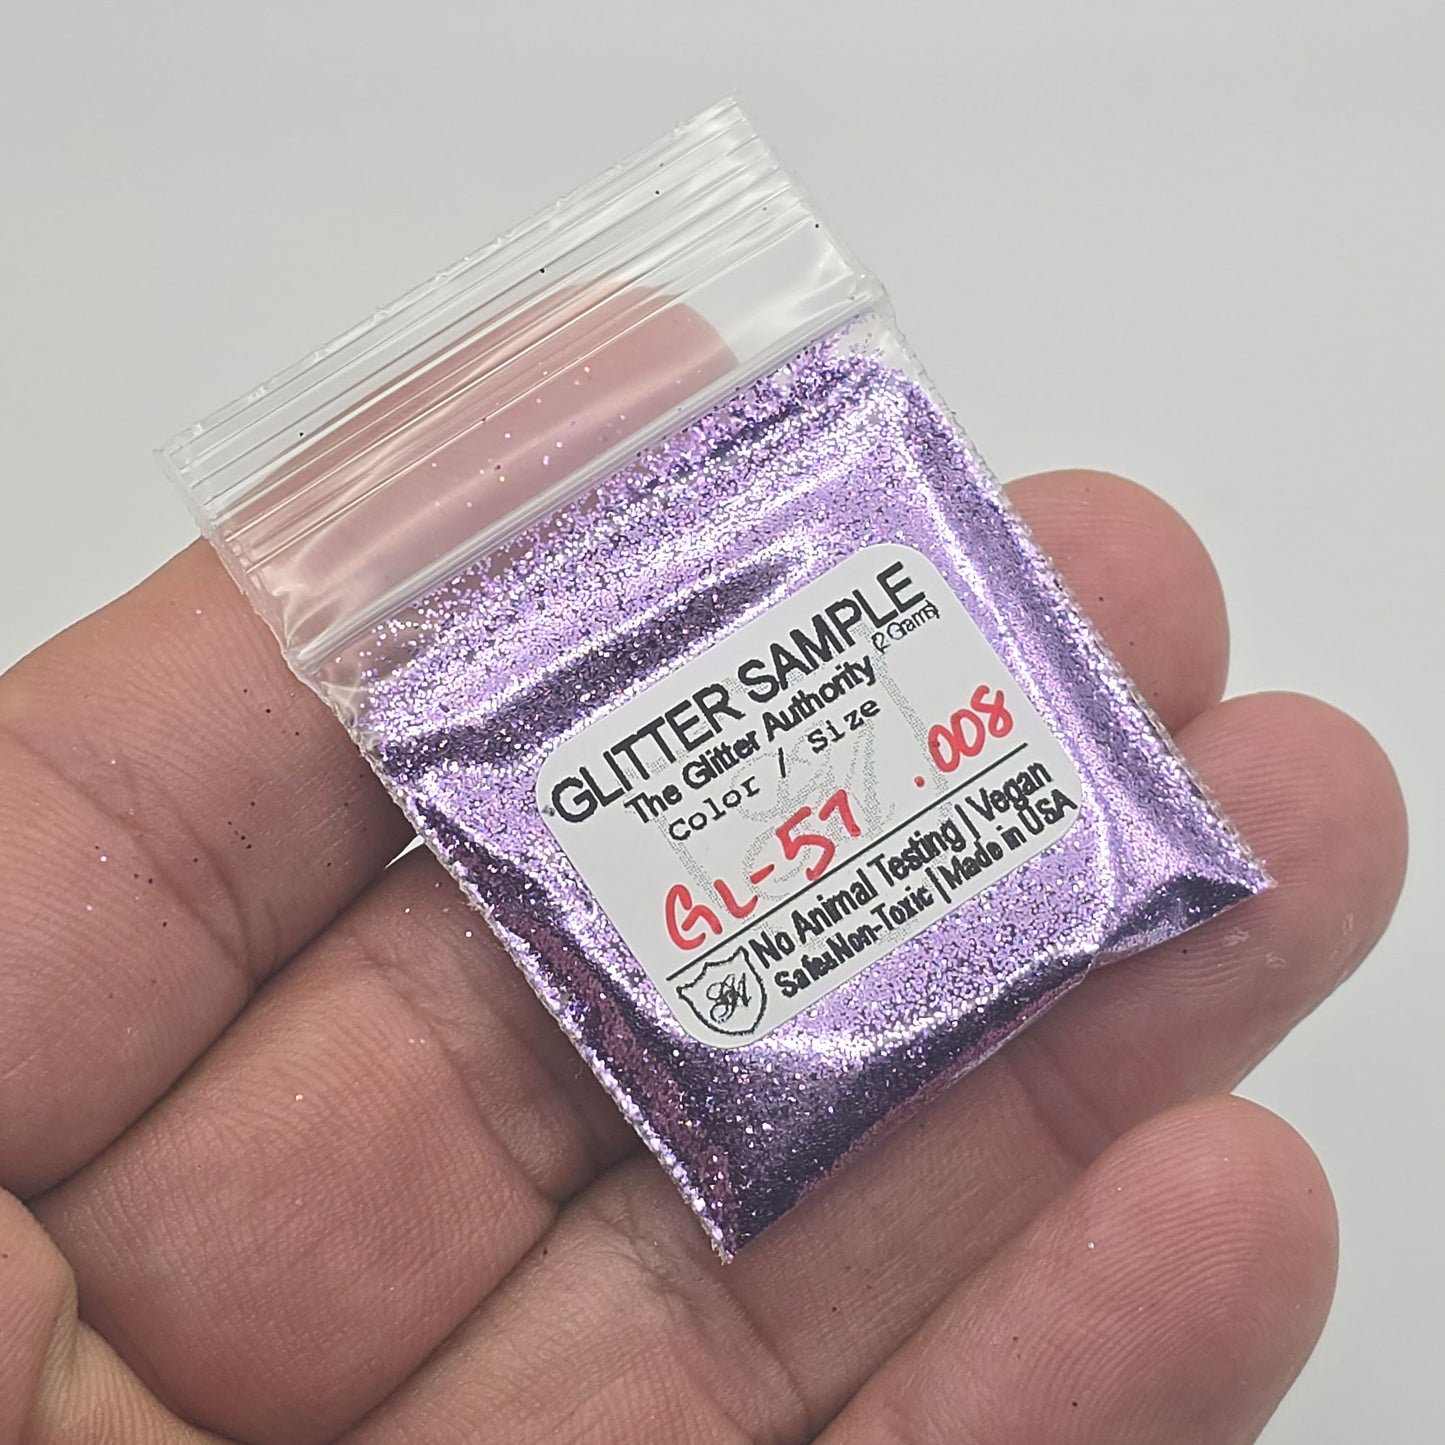 GLITTER SAMPLE
The Glitter Authority (2 Grams)
Color / Size
GL-57 .008
No Animal Testing | Vegan
Safe Non-Toxic | Made in USA